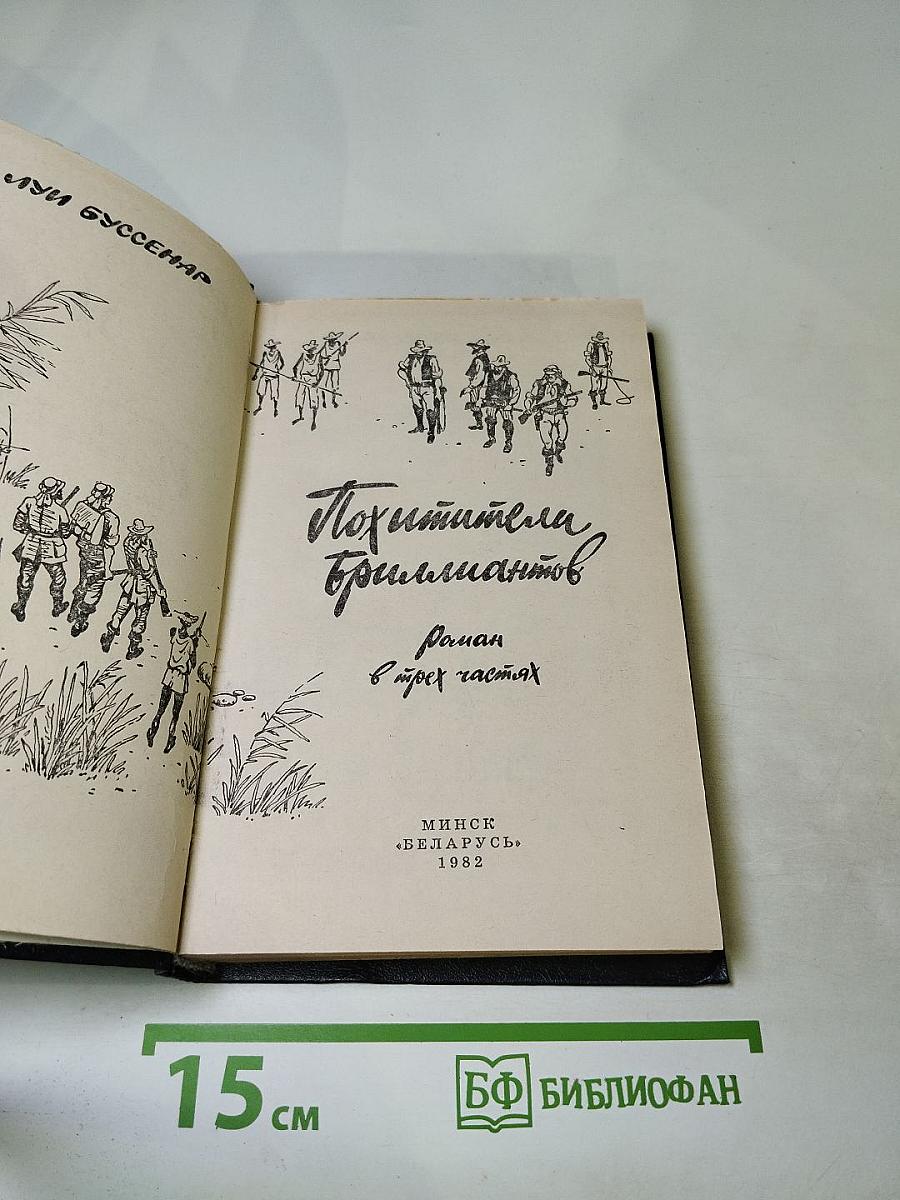 ЛУИ БУССЕНАР
Похитители
Бриллиантов
Роман
в трех частях
МИНСК
«БЕЛАРУСЬ»
1982
15 см
БФ БИБЛИОФАН